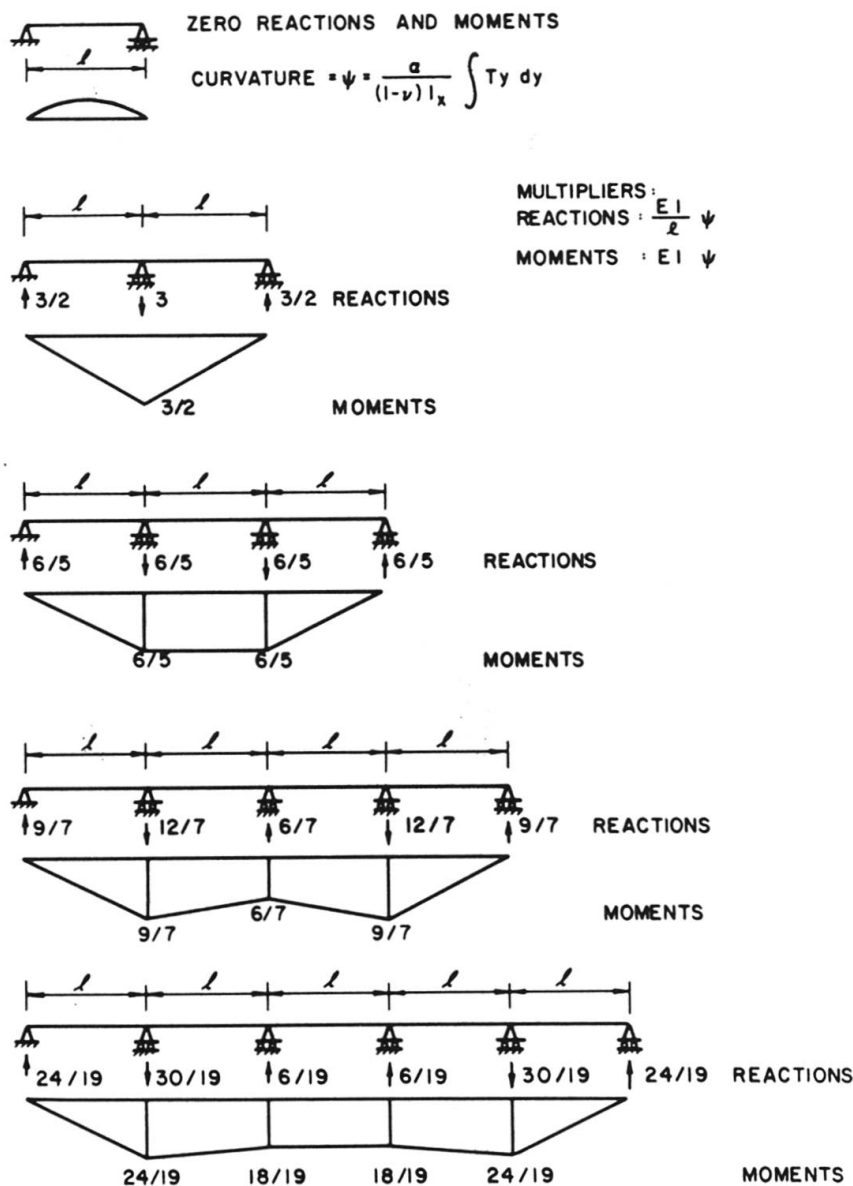 ZERO REACTIONS AND MOMENTS
ℓ
CURVATURE = ψ = α/((1-ν) I_x) ∫ Ty dy
MULTIPLIERS:
REACTIONS : EI/ℓ ψ
MOMENTS : EI ψ
ℓ ℓ
3/2 3 3/2 REACTIONS
3/2 MOMENTS
ℓ ℓ ℓ
6/5 6/5 6/5 6/5 REACTIONS
6/5 6/5 MOMENTS
ℓ ℓ ℓ ℓ
9/7 12/7 6/7 12/7 9/7 REACTIONS
6/7 MOMENTS
9/7 9/7
ℓ ℓ ℓ ℓ ℓ
24/19 30/19 6/19 6/19 30/19 24/19 REACTIONS
24/19 18/19 18/19 24/19 MOMENTS